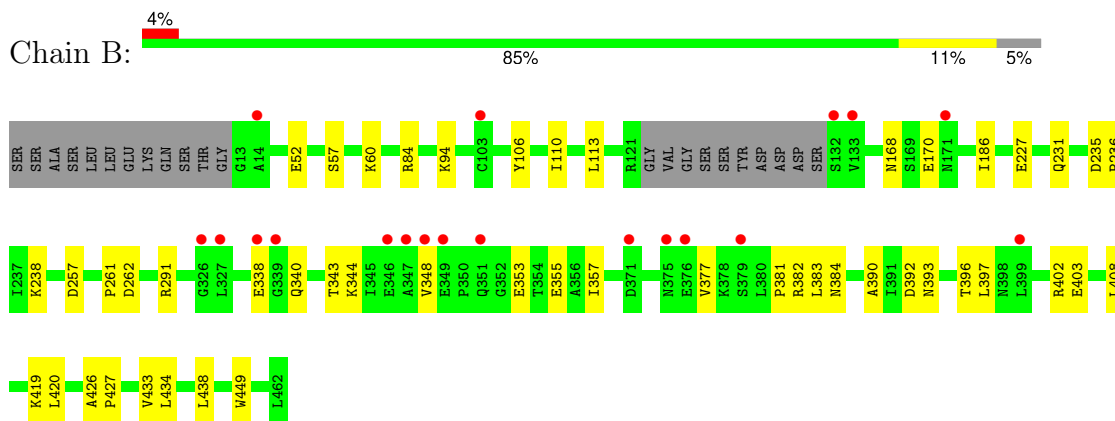 4%
Chain B:
85% 11% 5%
SER SER ALA SER LEU LEU GLU LYS GLN SER THR GLY G13 A14 E52 S57 K60 R84 K94 C103 Y106 I110 L113 R121 GLY VAL GLY SER SER TYR ASP ASP ASP SER S132 V133 N168 S169 E170 N171 I186 E227 Q231 D235
I237 K238 D257 P261 D262 R291 G326 L327 E338 G339 Q340 T343 K344 I345 E346 A347 V348 E349 P350 Q351 G352 E353 T354 E355 A356 I357 D371 N375 E376 V377 K378 S379 L380 P381 R382 L383 N384 A390 I391 D392 N393 T396 L397 N398 L399 R402 E403
K419 L420 A426 P427 V433 L434 L438 W449 L462